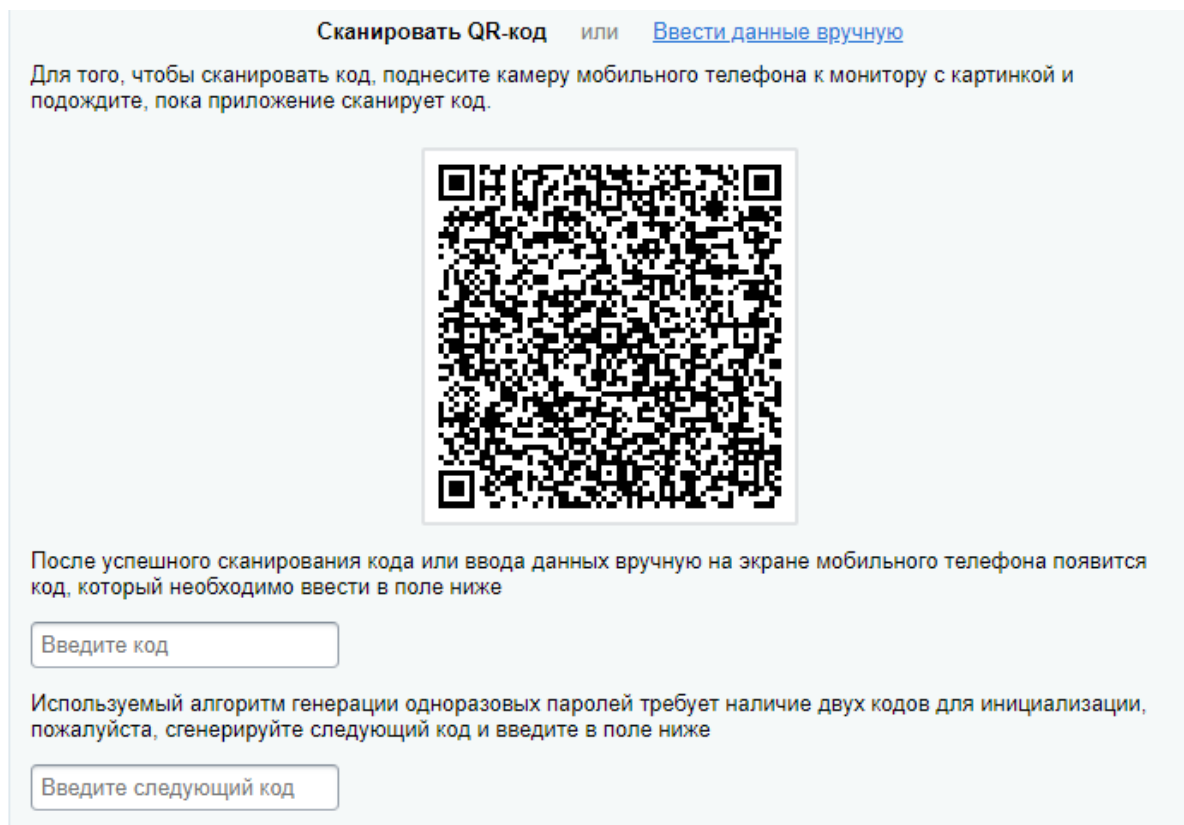 Сканировать QR-код или Ввести данные вручную
Для того, чтобы сканировать код, поднесите камеру мобильного телефона к монитору с картинкой и
подождите, пока приложение сканирует код.
После успешного сканирования кода или ввода данных вручную на экране мобильного телефона появится
код, который необходимо ввести в поле ниже
Введите код
Используемый алгоритм генерации одноразовых паролей требует наличие двух кодов для инициализации,
пожалуйста, сгенерируйте следующий код и введите в поле ниже
Введите следующий код